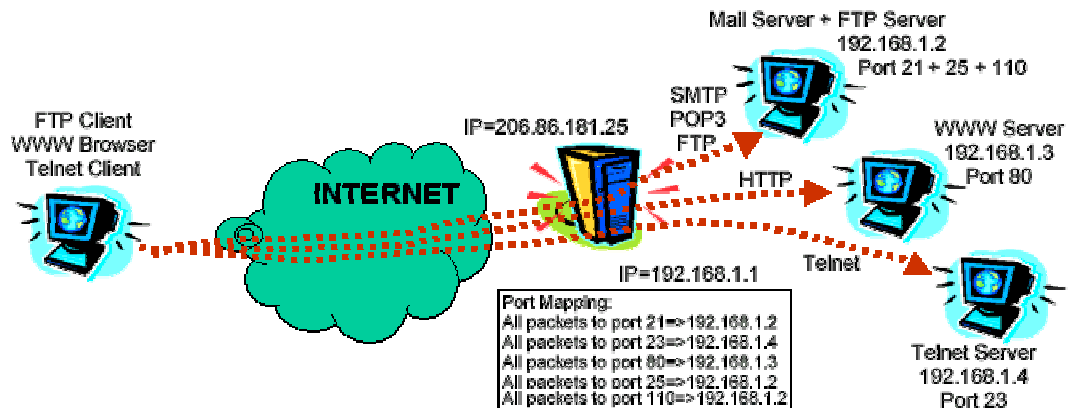 Mail Server + FTP Server
192.168.1.2
Port 21 + 25 + 110
SMTP
POP3
FTP
FTP Client
WWW Browser
Telnet Client
IP=206.86.181.25
WWW Server
192.168.1.3
Port 80
INTERNET
HTTP
Telnet
IP=192.168.1.1
Port Mapping:
All packets to port 21=>192.168.1.2
All packets to port 23=>192.168.1.4
All packets to port 80=>192.168.1.3
All packets to port 25=>192.168.1.2
All packets to port 110=>192.168.1.2
Telnet Server
192.168.1.4
Port 23